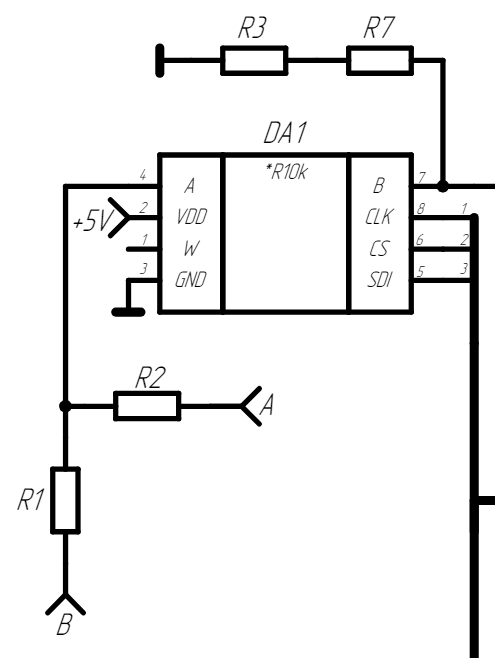 R3 R7
DA1
*R10k
4 A B 7
+5V 2 VDD CLK 8 1
1 W CS 6 2
3 GND SDI 5 3
R2
A
R1
B